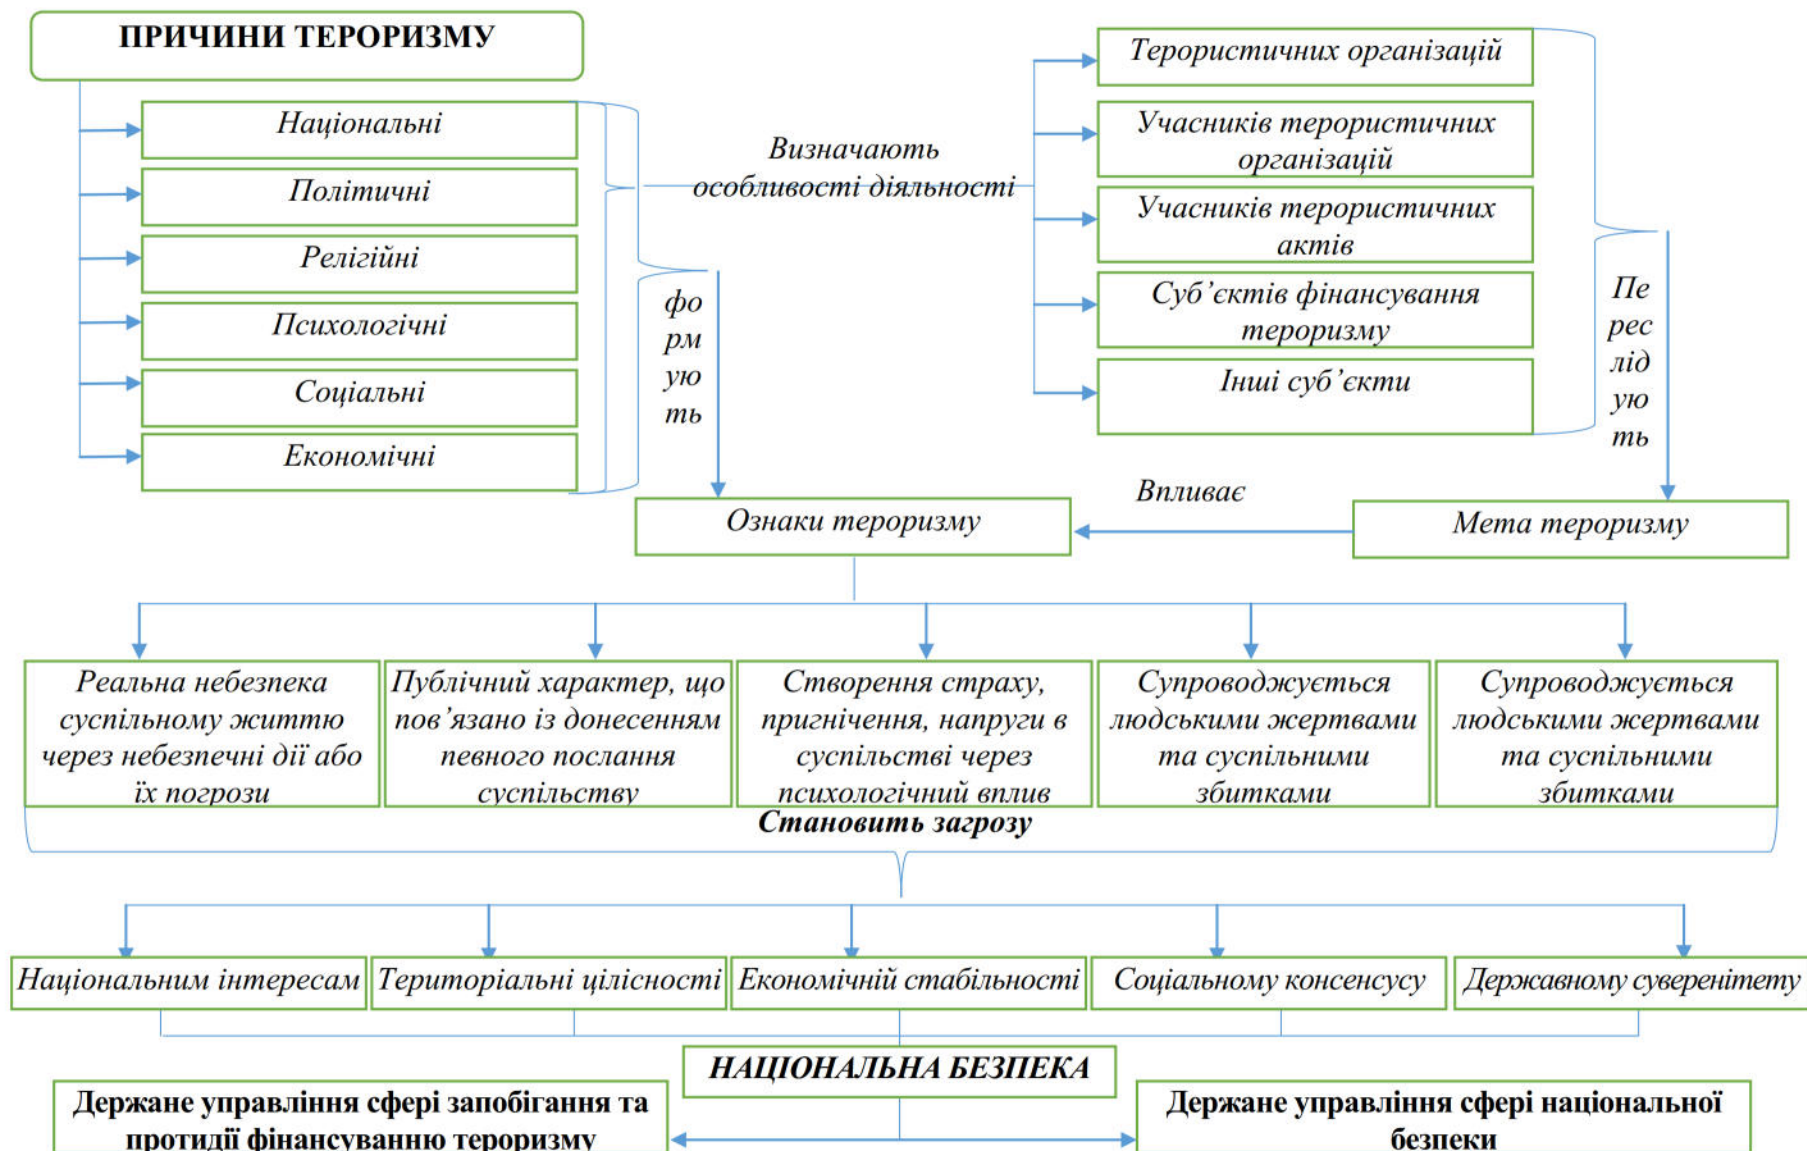 ПРИЧИНИ ТЕРОРИЗМУ
Національні
Політичні
Релігійні
Психологічні
Соціальні
Економічні
Визначають
особливості діяльності
Терористичних організацій
Учасників терористичних
організацій
Учасників терористичних
актів
Суб’єктів фінансування
тероризму
Інші суб’єкти
фо
рм
ую
ть
Пе
рес
лід
ую
ть
Ознаки тероризму
Впливає
Мета тероризму
Реальна небезпека
суспільному життю
через небезпечні дії або
їх погрози
Публічний характер, що
пов’язано із донесенням
певного послання
суспільству
Створення страху,
пригнічення, напруги в
суспільстві через
психологічний вплив
Супроводжується
людськими жертвами
та суспільними
збитками
Супроводжується
людськими жертвами
та суспільними
збитками
Становить загрозу
Національним інтересам
Територіальні цілісності
Економічній стабільності
Соціальному консенсусу
Державному суверенітету
НАЦІОНАЛЬНА БЕЗПЕКА
Держане управління сфері запобігання та
протидії фінансуванню тероризму
Держане управління сфері національної
безпеки